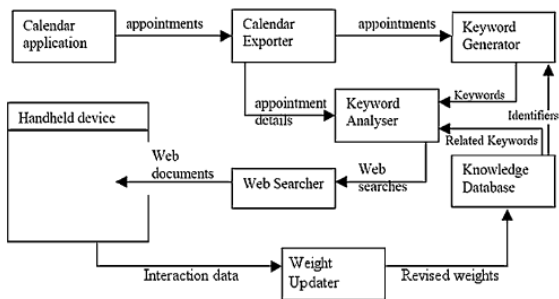 Calendar
application
appointments
Calendar
Exporter
appointments
Keyword
Generator
appointment
details
Keyword
Analyser
Keywords
Identifiers
Related Keywords
Handheld device
Web
documents
Web Searcher
Web
searches
Knowledge
Database
Interaction data
Weight
Updater
Revised weights